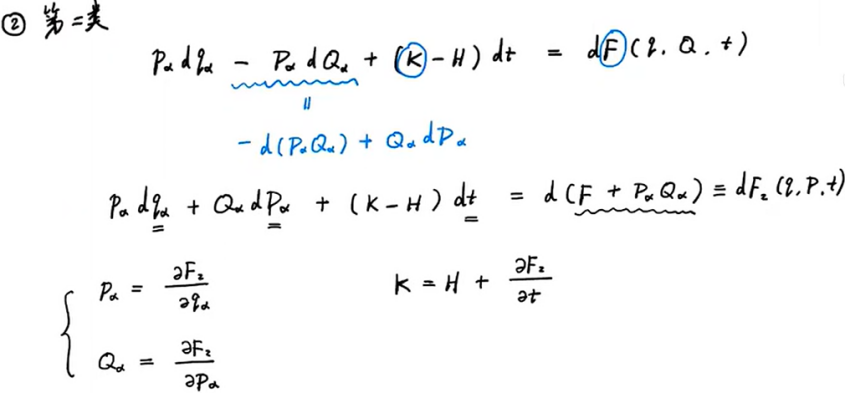 ② 第二类
p_α dq_α − P_α dQ_α + (K − H) dt = dF(q, Q, t)
=
− d(P_α Q_α) + Q_α dP_α
p_α dq_α + Q_α dP_α + (K − H) dt = d(F + P_α Q_α) ≡ dF₂(q, P, t)
p_α = ∂F₂/∂q_α K = H + ∂F₂/∂t
Q_α = ∂F₂/∂P_α